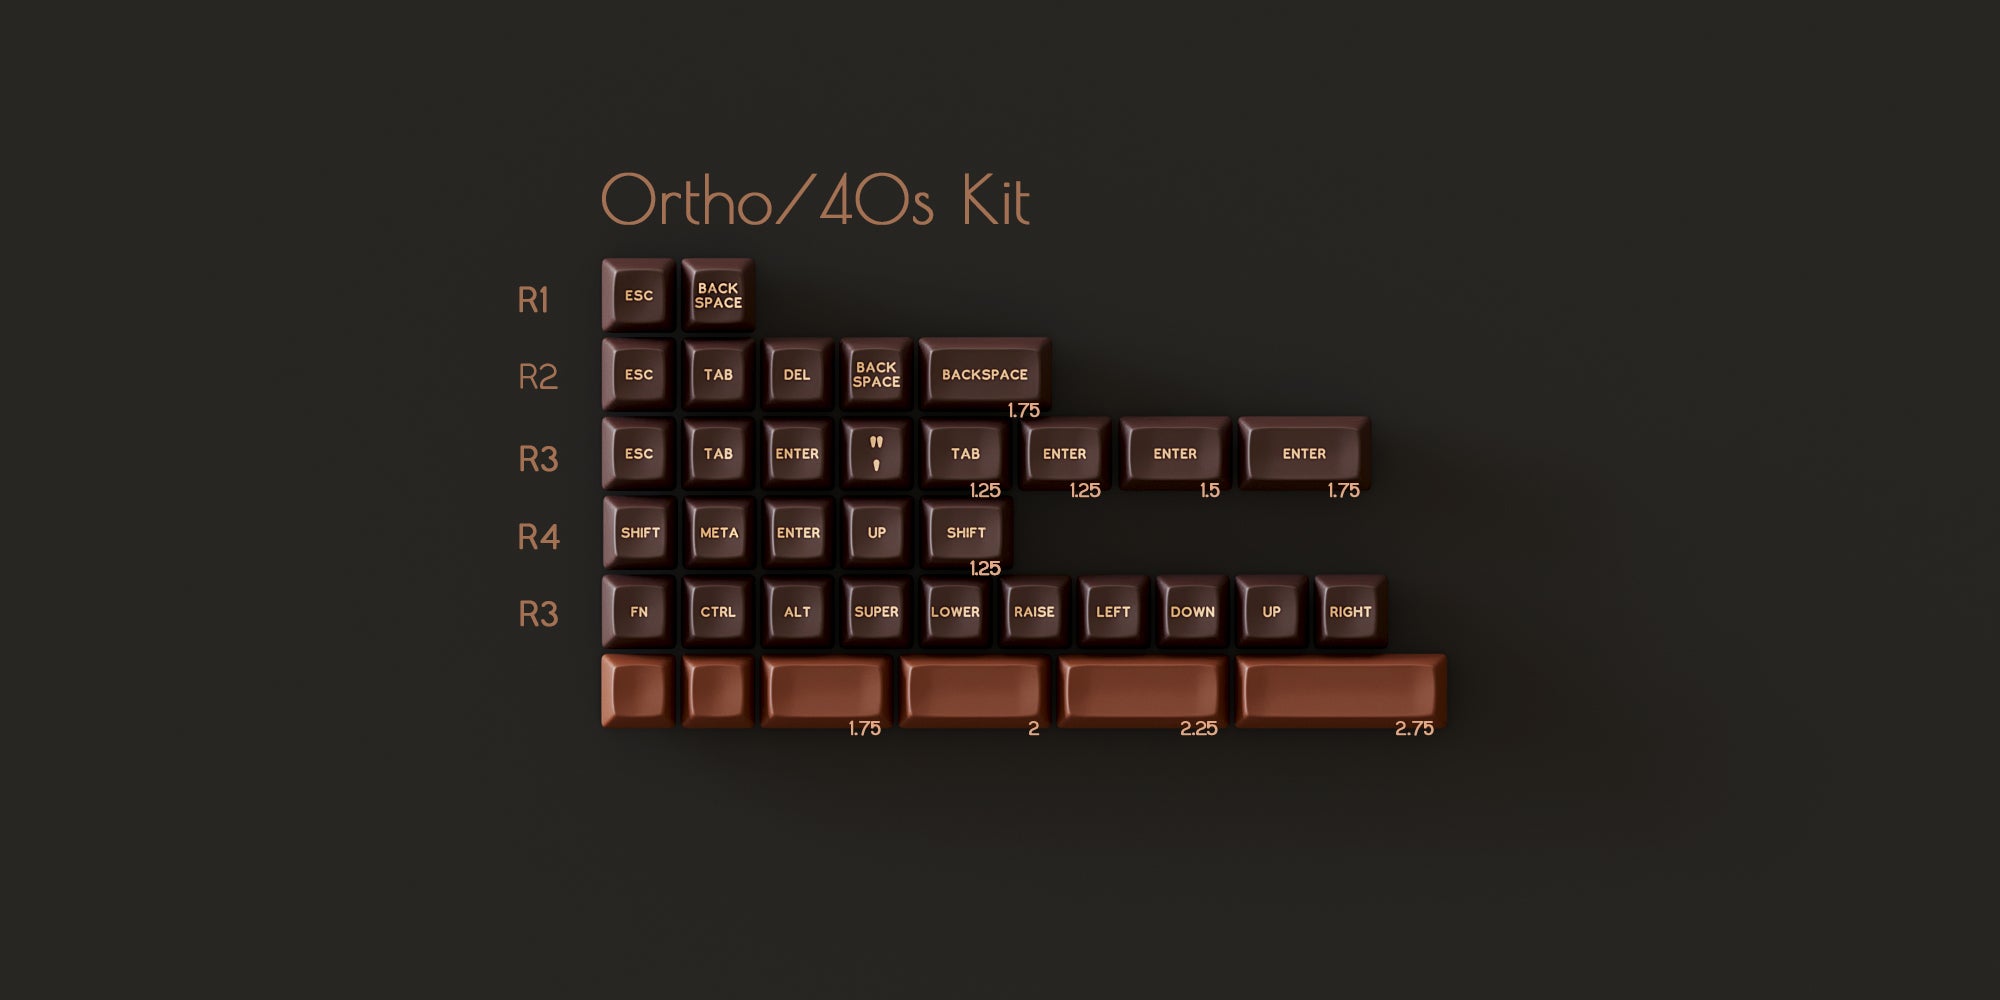 Ortho/40s Kit
R1 ESC BACK SPACE
R2 ESC TAB DEL BACK SPACE BACKSPACE
1.75
R3 ESC TAB ENTER " ' TAB ENTER ENTER ENTER
1.25 1.25 1.5 1.75
R4 SHIFT META ENTER UP SHIFT
1.25
R3 FN CTRL ALT SUPER LOWER RAISE LEFT DOWN UP RIGHT
1.75 2 2.25 2.75